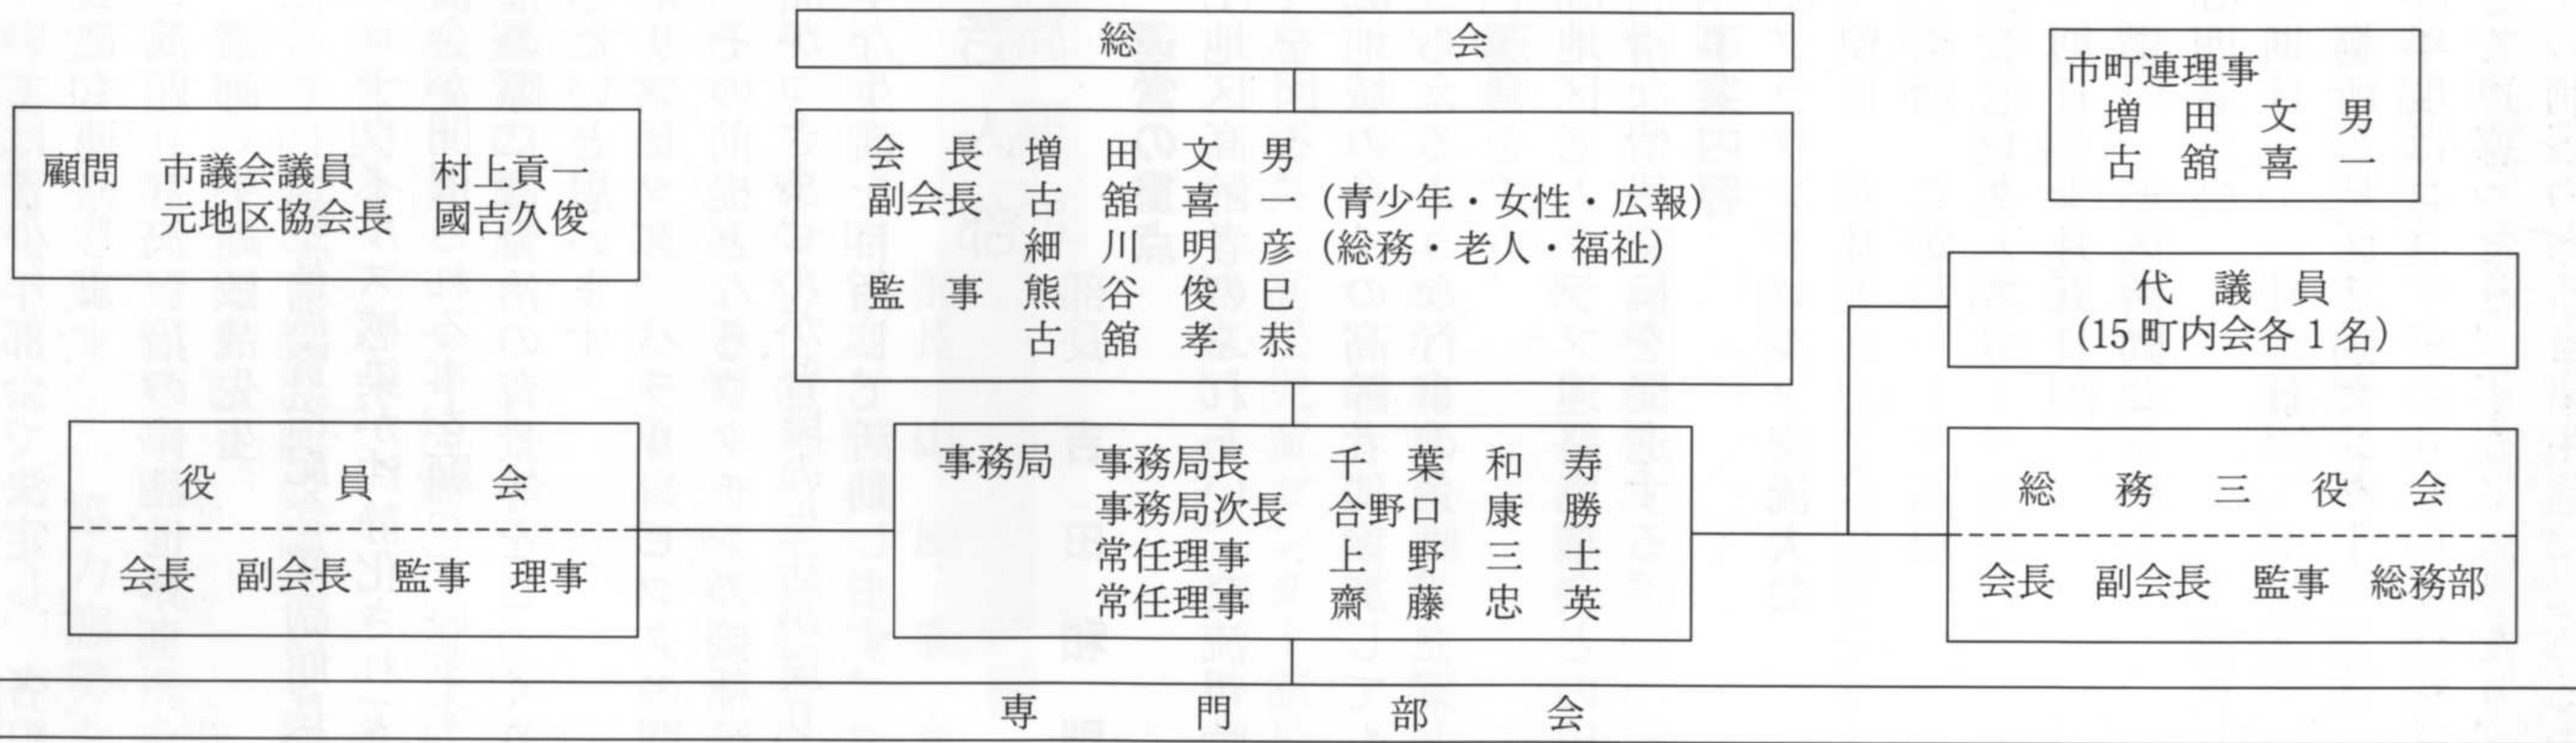 総会
市町連理事
増田文男
古舘喜一
顧問 市議会議員 村上貢一
元地区協会長 國吉久俊
会長 増田文男
副会長 古舘喜一(青少年・女性・広報)
細川明彦(総務・老人・福祉)
監事 熊谷俊巳
古舘孝恭
代議員
(15町内会各1名)
役員会
会長 副会長 監事 理事
事務局 事務局長 千葉和寿
事務局次長 合野口康勝
常任理事 上野三士
常任理事 齋藤忠英
総務三役会
会長 副会長 監事 総務部
専門部会